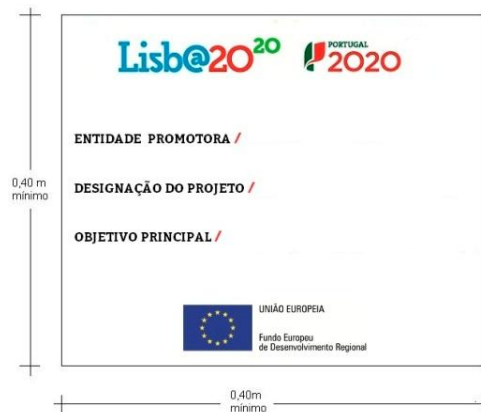 Lisb@20²⁰
PORTUGAL
2020
ENTIDADE PROMOTORA /
0,40 m
mínimo
DESIGNAÇÃO DO PROJETO /
OBJETIVO PRINCIPAL /
UNIÃO EUROPEIA
Fundo Europeu
de Desenvolvimento Regional
0,40m
mínimo